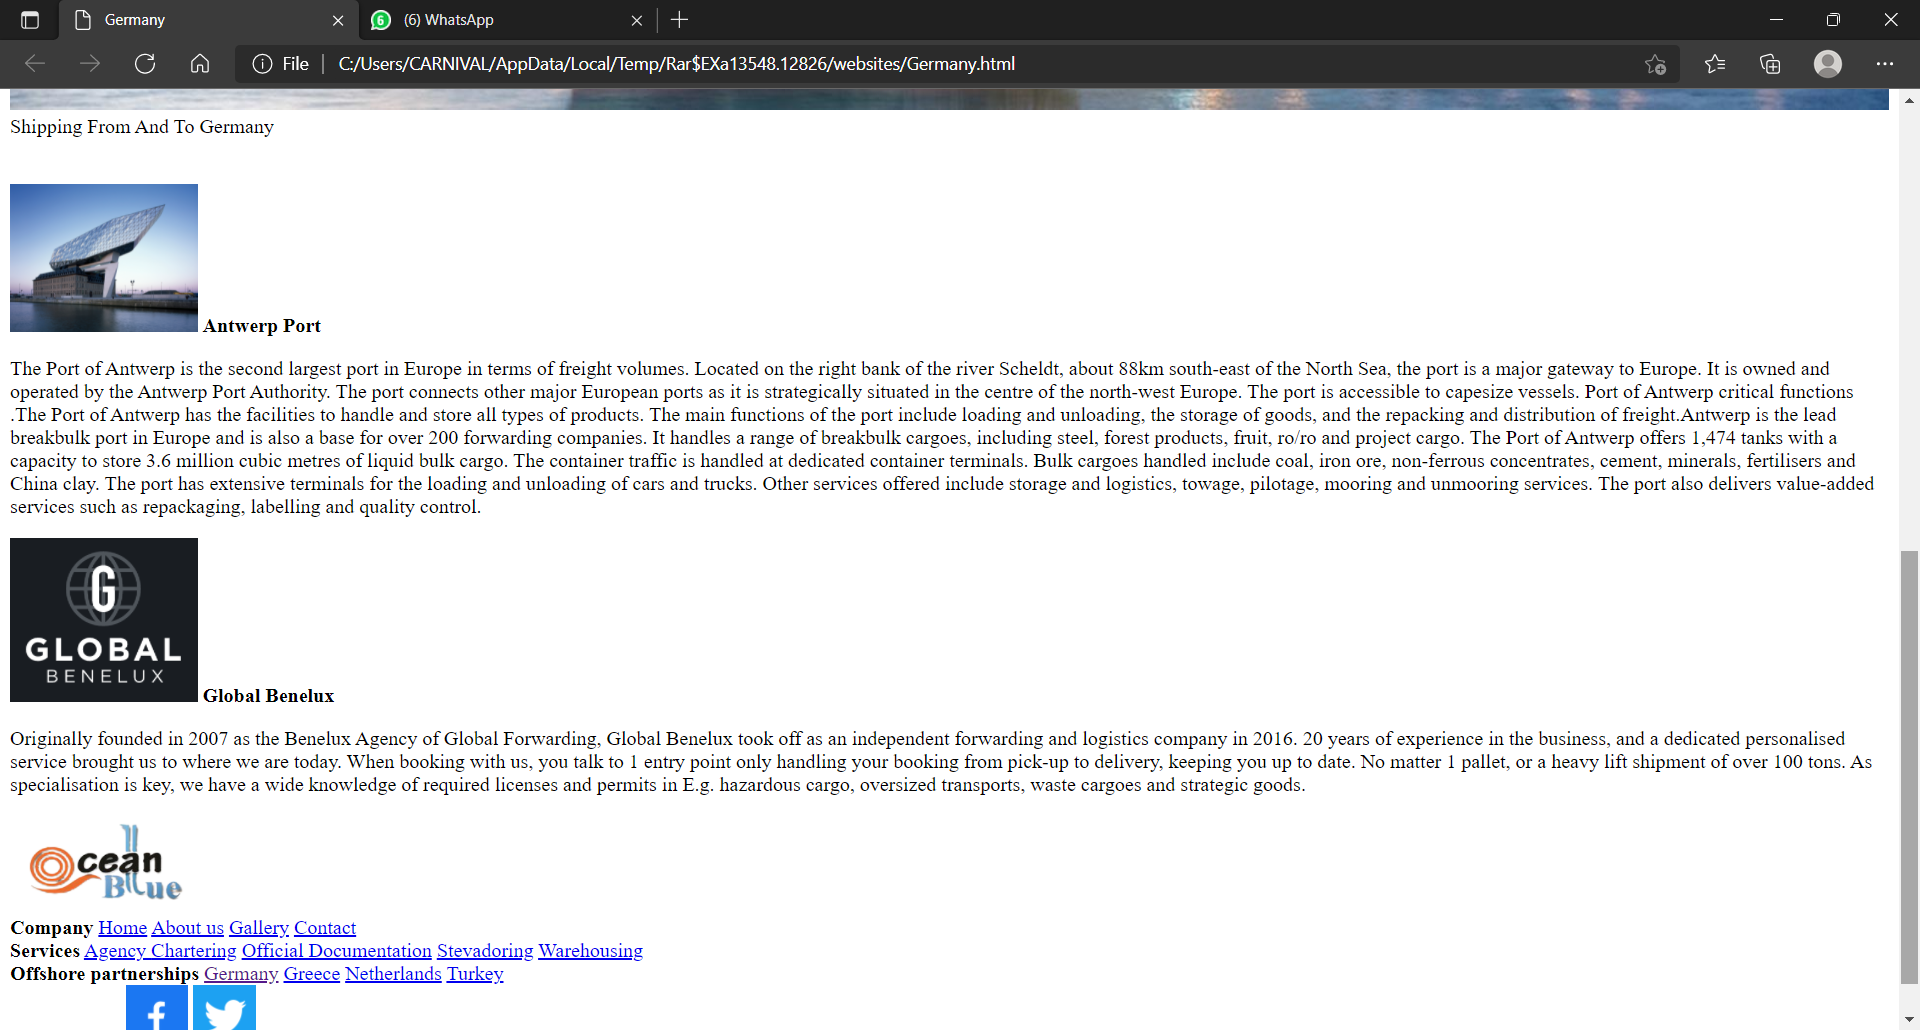 Germany
6 (6) WhatsApp
File C:/Users/CARNIVAL/AppData/Local/Temp/Rar$EXa13548.12826/websites/Germany.html
Shipping From And To Germany
Antwerp Port
The Port of Antwerp is the second largest port in Europe in terms of freight volumes. Located on the right bank of the river Scheldt, about 88km south-east of the North Sea, the port is a major gateway to Europe. It is owned and
operated by the Antwerp Port Authority. The port connects other major European ports as it is strategically situated in the centre of the north-west Europe. The port is accessible to capesize vessels. Port of Antwerp critical functions
.The Port of Antwerp has the facilities to handle and store all types of products. The main functions of the port include loading and unloading, the storage of goods, and the repacking and distribution of freight.Antwerp is the lead
breakbulk port in Europe and is also a base for over 200 forwarding companies. It handles a range of breakbulk cargoes, including steel, forest products, fruit, ro/ro and project cargo. The Port of Antwerp offers 1,474 tanks with a
capacity to store 3.6 million cubic metres of liquid bulk cargo. The container traffic is handled at dedicated container terminals. Bulk cargoes handled include coal, iron ore, non-ferrous concentrates, cement, minerals, fertilisers and
China clay. The port has extensive terminals for the loading and unloading of cars and trucks. Other services offered include storage and logistics, towage, pilotage, mooring and unmooring services. The port also delivers value-added
services such as repackaging, labelling and quality control.
G
GLOBAL
BENELUX
Global Benelux
Originally founded in 2007 as the Benelux Agency of Global Forwarding, Global Benelux took off as an independent forwarding and logistics company in 2016. 20 years of experience in the business, and a dedicated personalised
service brought us to where we are today. When booking with us, you talk to 1 entry point only handling your booking from pick-up to delivery, keeping you up to date. No matter 1 pallet, or a heavy lift shipment of over 100 tons. As
specialisation is key, we have a wide knowledge of required licenses and permits in E.g. hazardous cargo, oversized transports, waste cargoes and strategic goods.
Ocean
Blue
Company Home About us Gallery Contact
Services Agency Chartering Official Documentation Stevadoring Warehousing
Offshore partnerships Germany Greece Netherlands Turkey
f